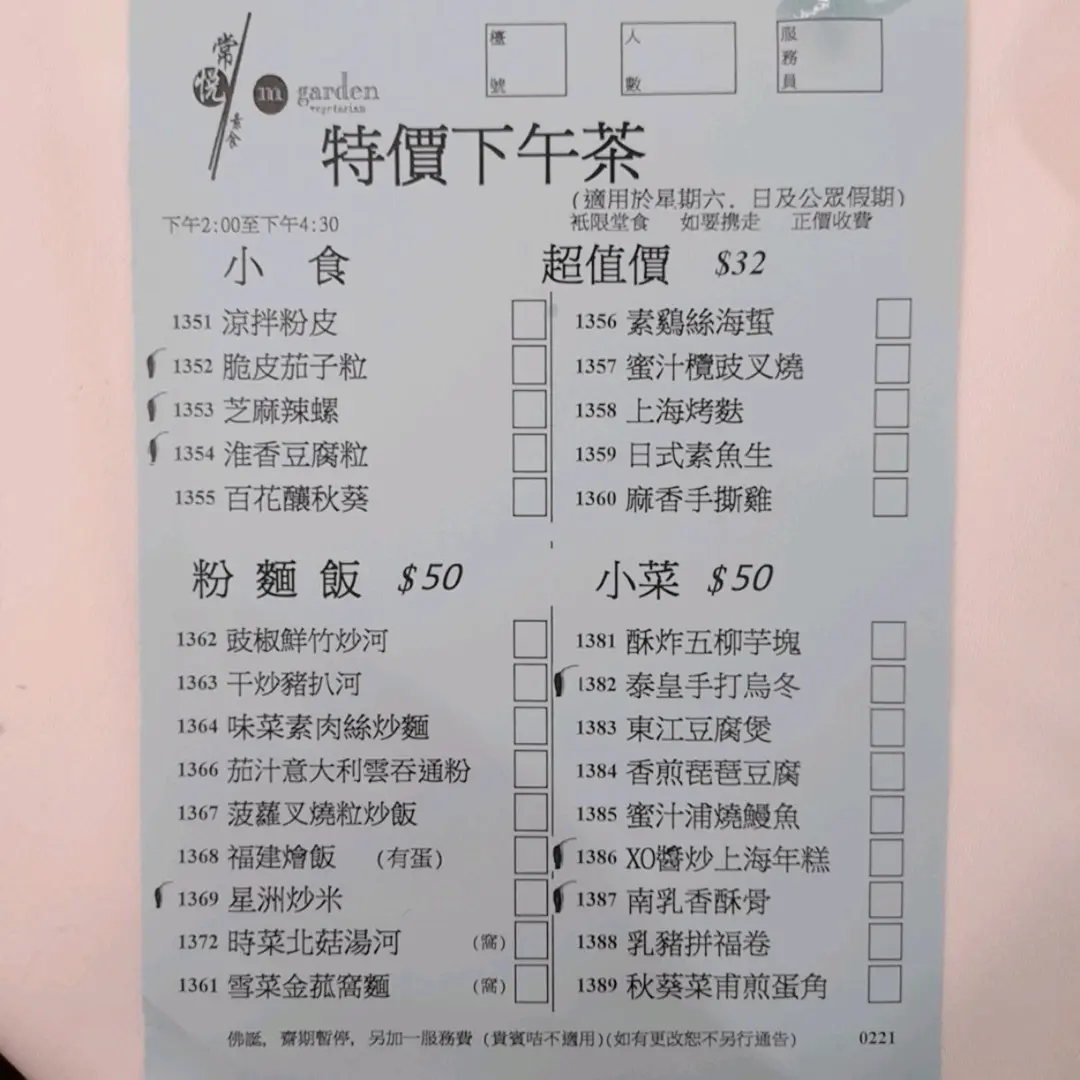 常悦素食
m garden
vegetarian
檯號
人數
服務員
特價下午茶
(適用於星期六. 日及公眾假期)
下午2:00至下午4:30
祇限堂食 如要携走 正價收費
小食
超值價 $32
1351 涼拌粉皮
1356 素鷄絲海蜇
1352 脆皮茄子粒
1357 蜜汁欖豉叉燒
1353 芝麻辣螺
1358 上海烤麩
1354 淮香豆腐粒
1359 日式素魚生
1355 百花釀秋葵
1360 麻香手撕雞
粉麵飯 $50
小菜 $50
1362 豉椒鮮竹炒河
1381 酥炸五柳芋塊
1363 干炒豬扒河
1382 泰皇手打烏冬
1364 味菜素肉絲炒麵
1383 東江豆腐煲
1366 茄汁意大利雲吞通粉
1384 香煎琵琶豆腐
1367 菠蘿叉燒粒炒飯
1385 蜜汁浦燒鰻魚
1368 福建燴飯 (有蛋)
1386 XO醬炒上海年糕
1369 星洲炒米
1387 南乳香酥骨
1372 時菜北菇湯河 (窩)
1388 乳豬拼福卷
1361 雪菜金菰窩麵 (窩)
1389 秋葵菜甫煎蛋角
佛誕, 齋期暫停, 另加一服務費 (貴賓咭不適用)(如有更改恕不另行通告) 0221